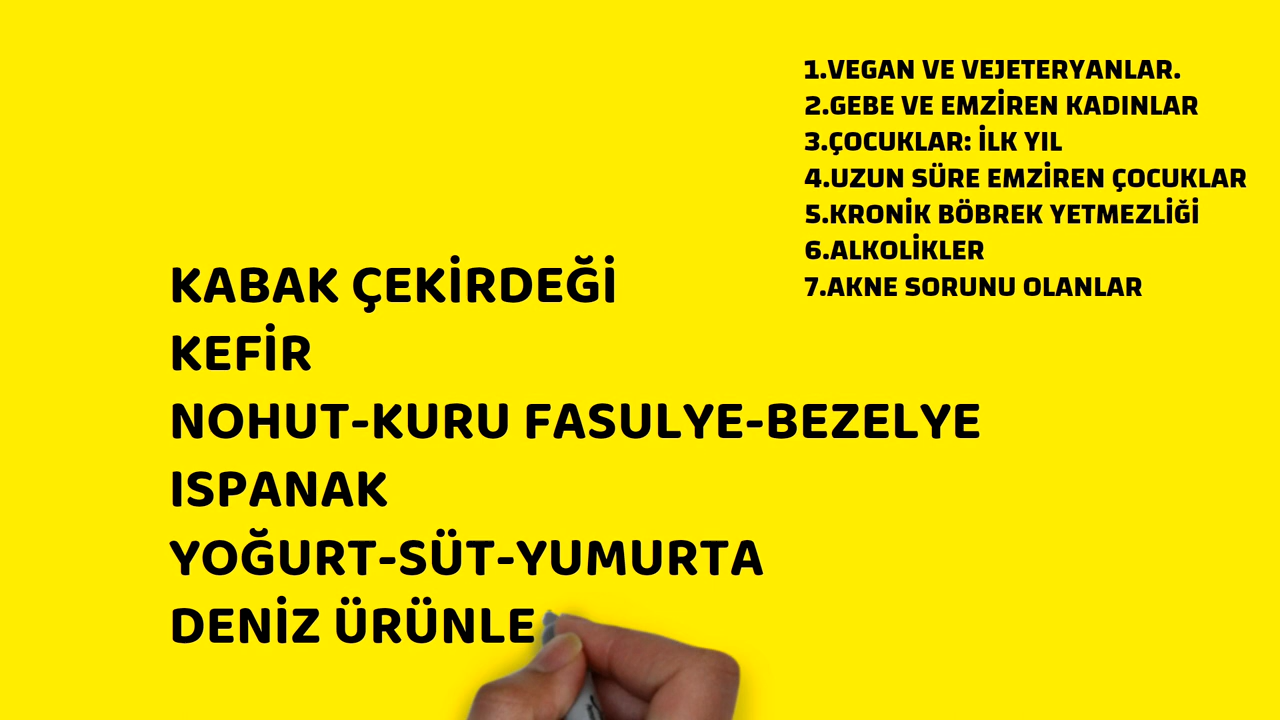 1.VEGAN VE VEJETERYANLAR.
2.GEBE VE EMZİREN KADINLAR
3.ÇOCUKLAR: İLK YIL
4.UZUN SÜRE EMZİREN ÇOCUKLAR
5.KRONİK BÖBREK YETMEZLİĞİ
6.ALKOLİKLER
7.AKNE SORUNU OLANLAR
KABAK ÇEKİRDEĞİ
KEFİR
NOHUT-KURU FASULYE-BEZELYE
ISPANAK
YOĞURT-SÜT-YUMURTA
DENİZ ÜRÜNLE